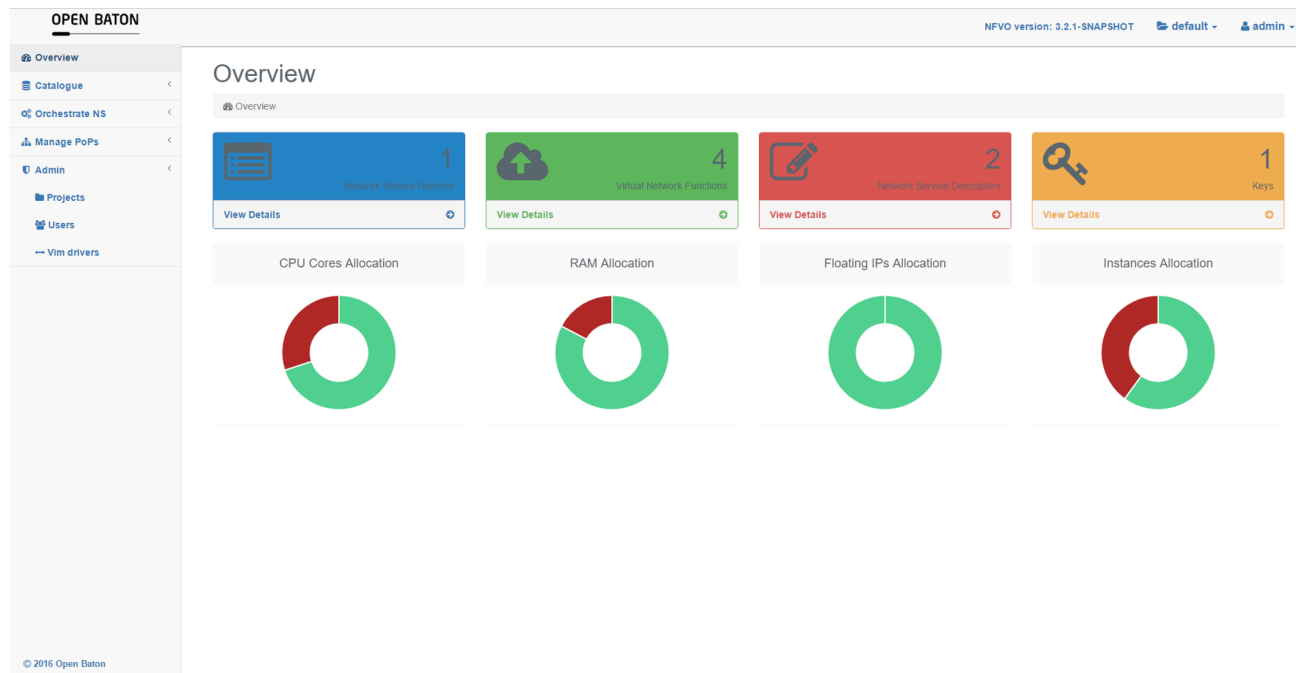 OPEN BATON
NFVO version: 3.2.1-SNAPSHOT default admin
Overview
Catalogue
Orchestrate NS
Manage PoPs
Admin
Projects
Users
Vim drivers
Overview
Overview
1
Network Service Records
View Details
4
Virtual Network Functions
View Details
2
Network Service Descriptors
View Details
1
Keys
View Details
CPU Cores Allocation
RAM Allocation
Floating IPs Allocation
Instances Allocation
© 2016 Open Baton